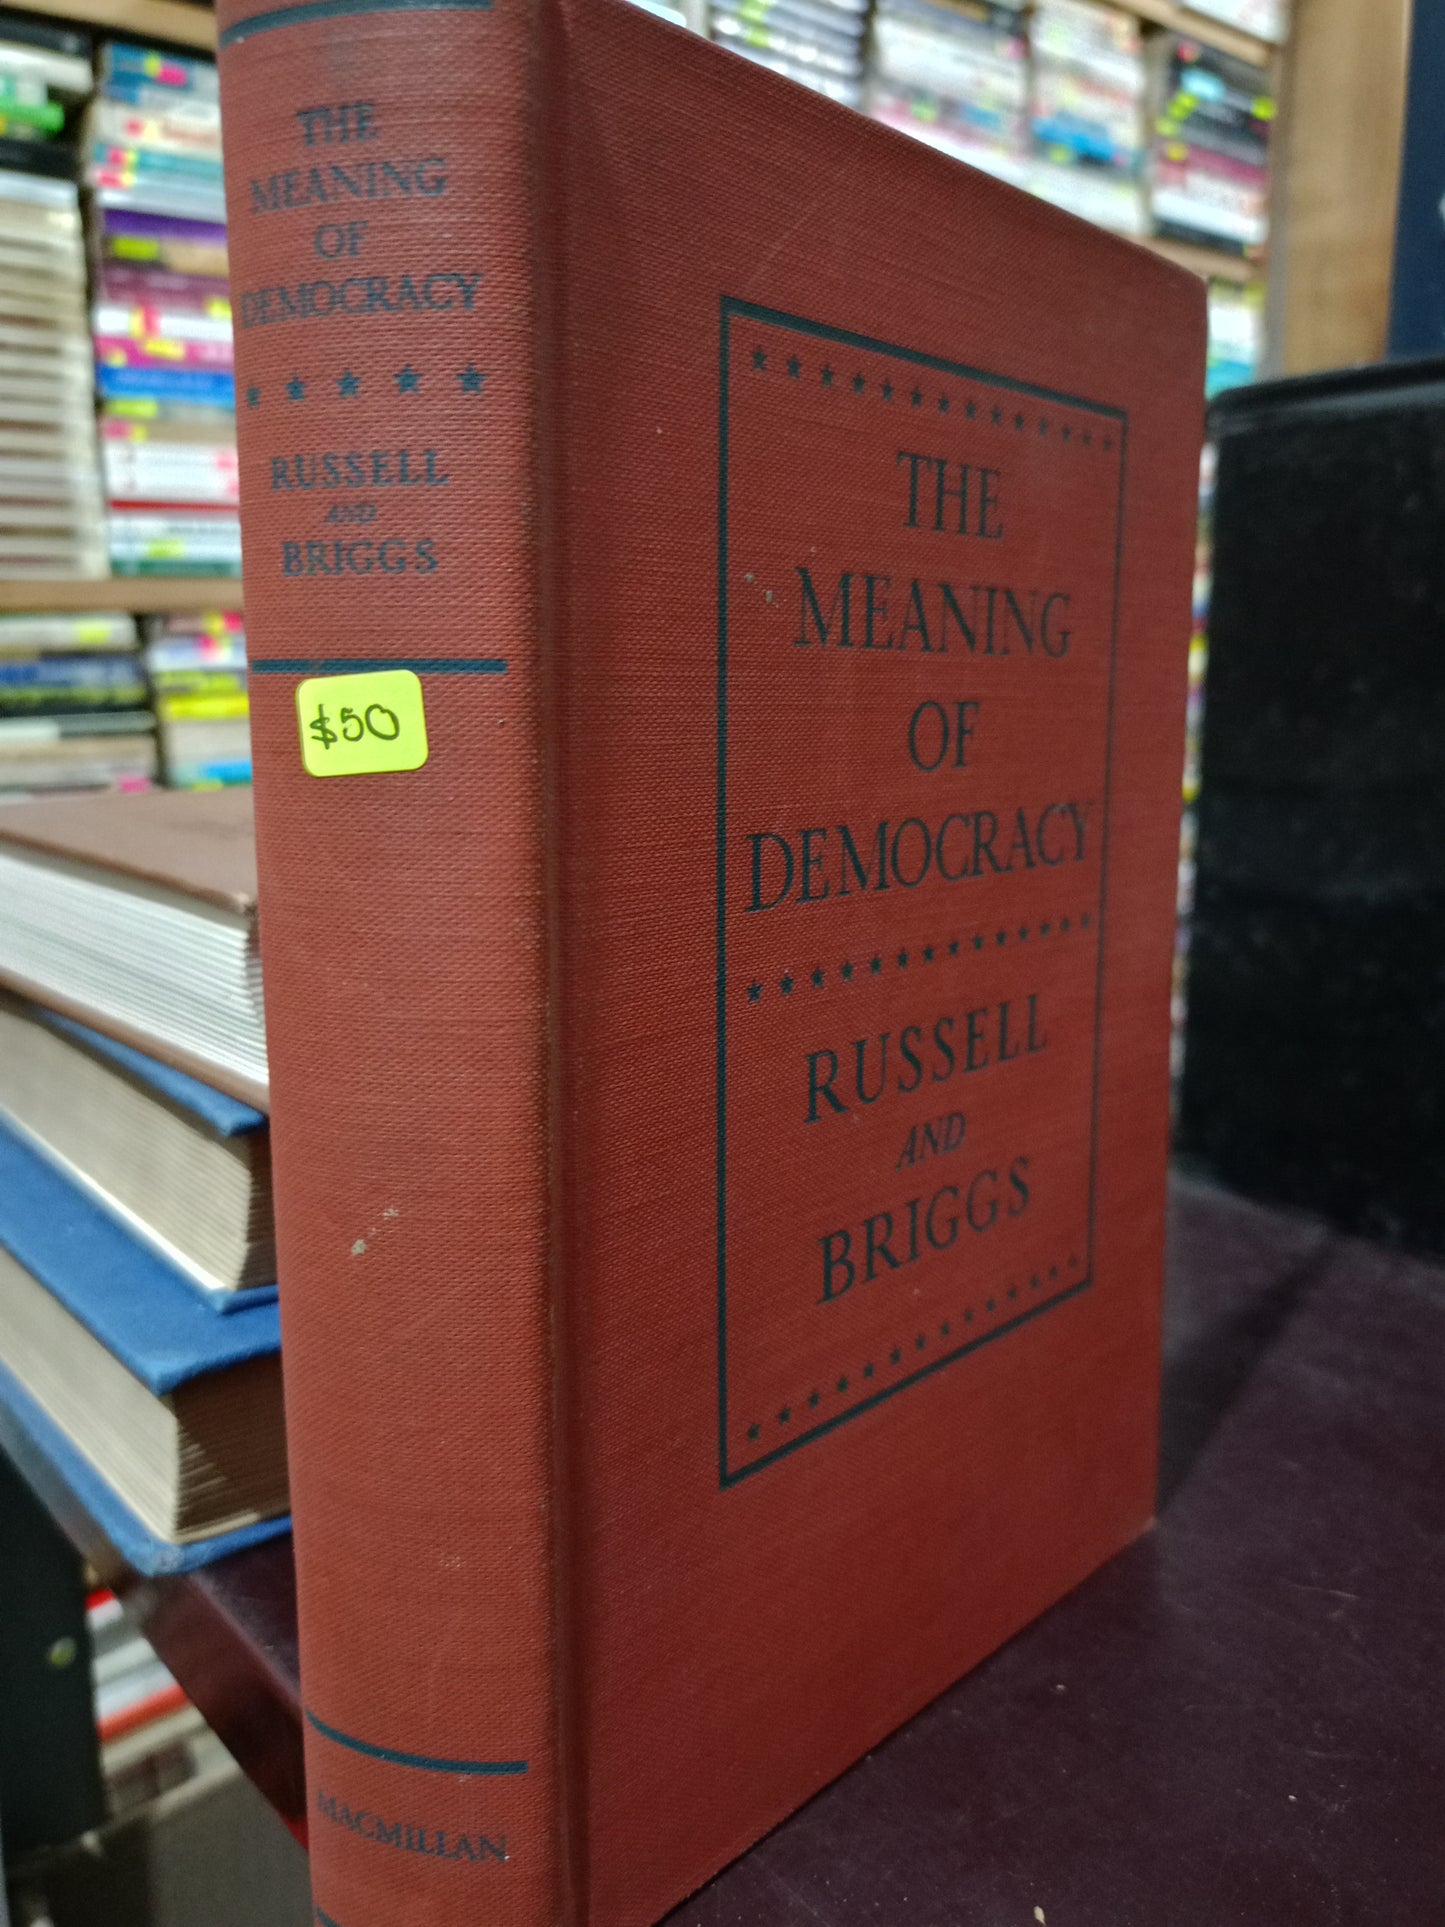 THE
MEANING
OF
DEMOCRACY
RUSSELL
AND
BRIGGS
$50
MACMILLAN
THE
MEANING
OF
DEMOCRACY
RUSSELL
AND
BRIGGS